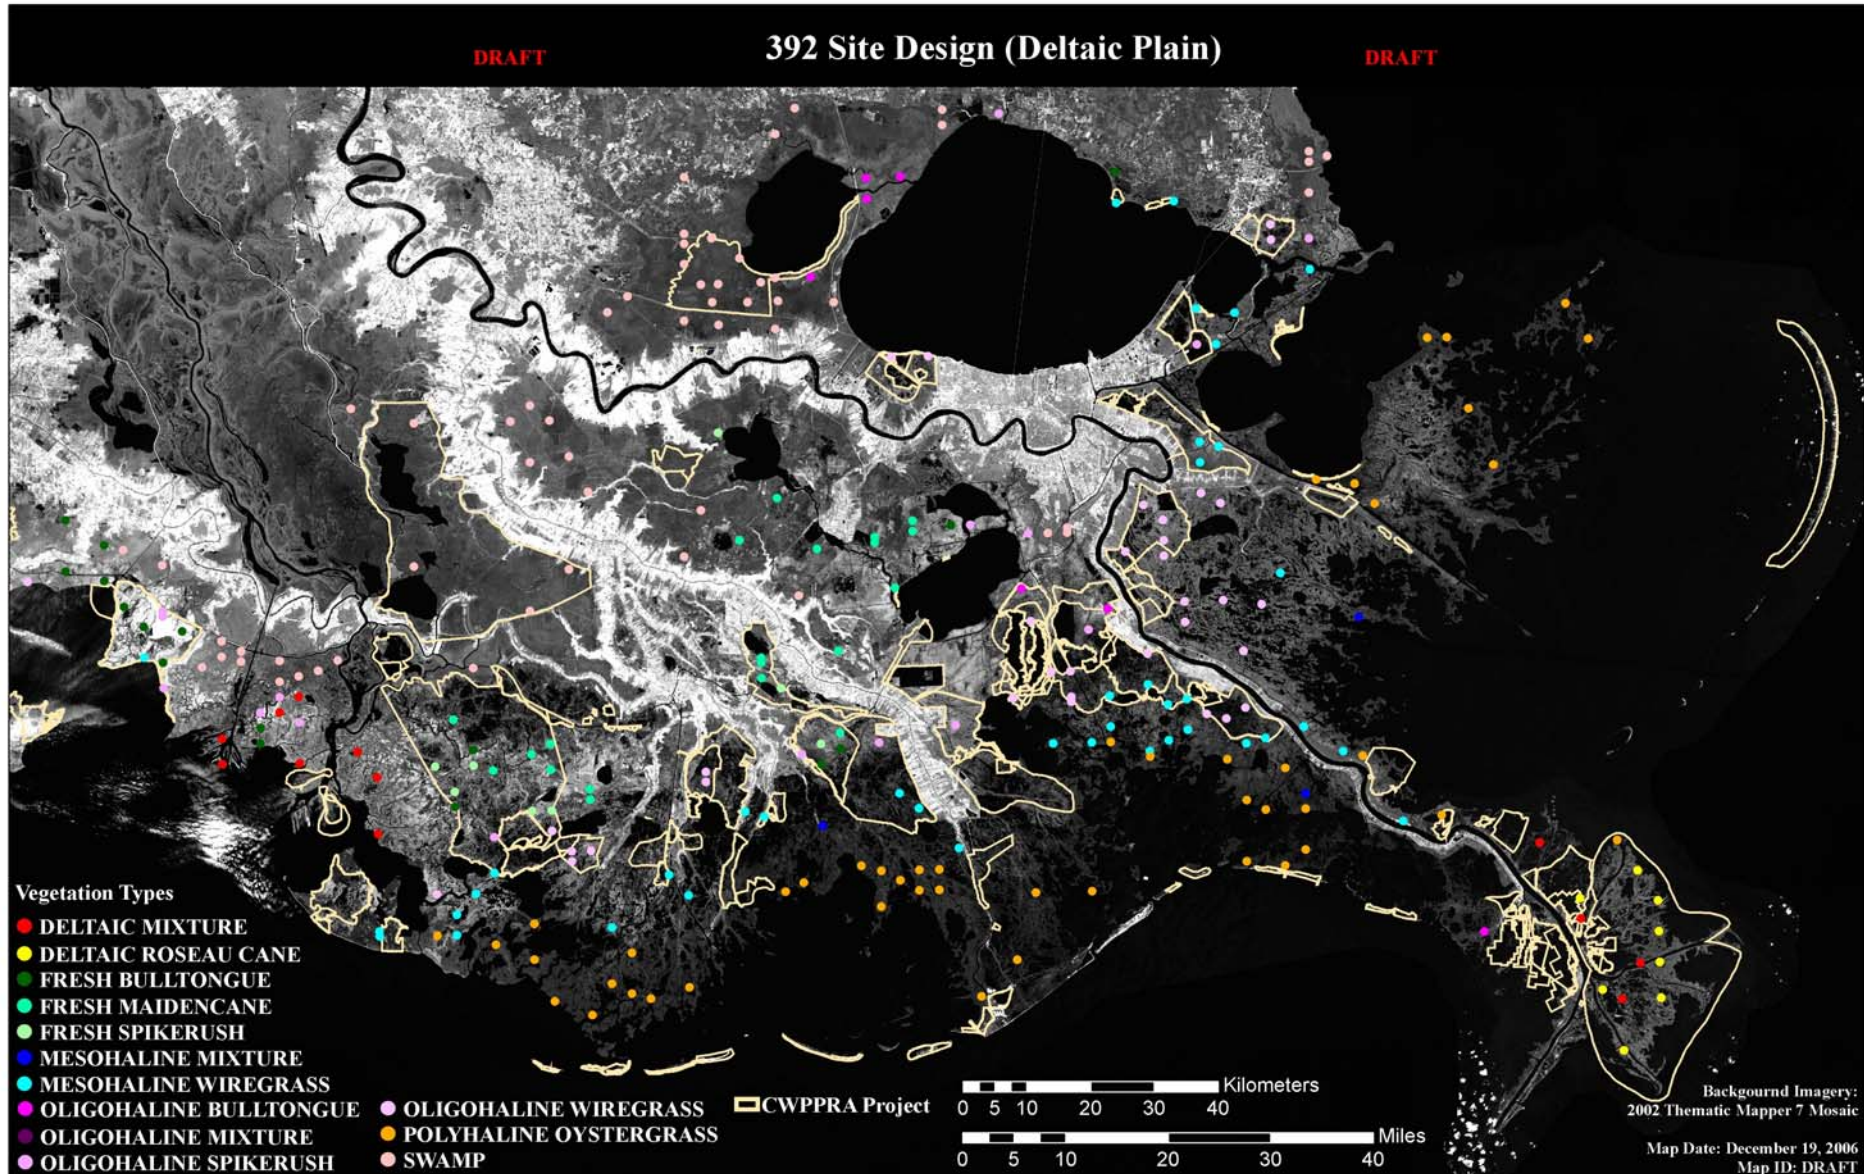 392 Site Design (Deltaic Plain)
DRAFT
DRAFT
Vegetation Types
DELTAIC MIXTURE
DELTAIC ROSEAU CANE
FRESH BULLTONGUE
FRESH MAIDENCANE
FRESH SPIKERUSH
MESOHALINE MIXTURE
MESOHALINE WIREGRASS
OLIGOHALINE BULLTONGUE
OLIGOHALINE MIXTURE
OLIGOHALINE SPIKERUSH
OLIGOHALINE WIREGRASS
POLYHALINE OYSTERGRASS
SWAMP
CWPPRA Project
Kilometers
0 5 10 20 30 40
Miles
0 5 10 20 30 40
Backgournd Imagery:
2002 Thematic Mapper 7 Mosaic
Map Date: December 19, 2006
Map ID: DRAFT